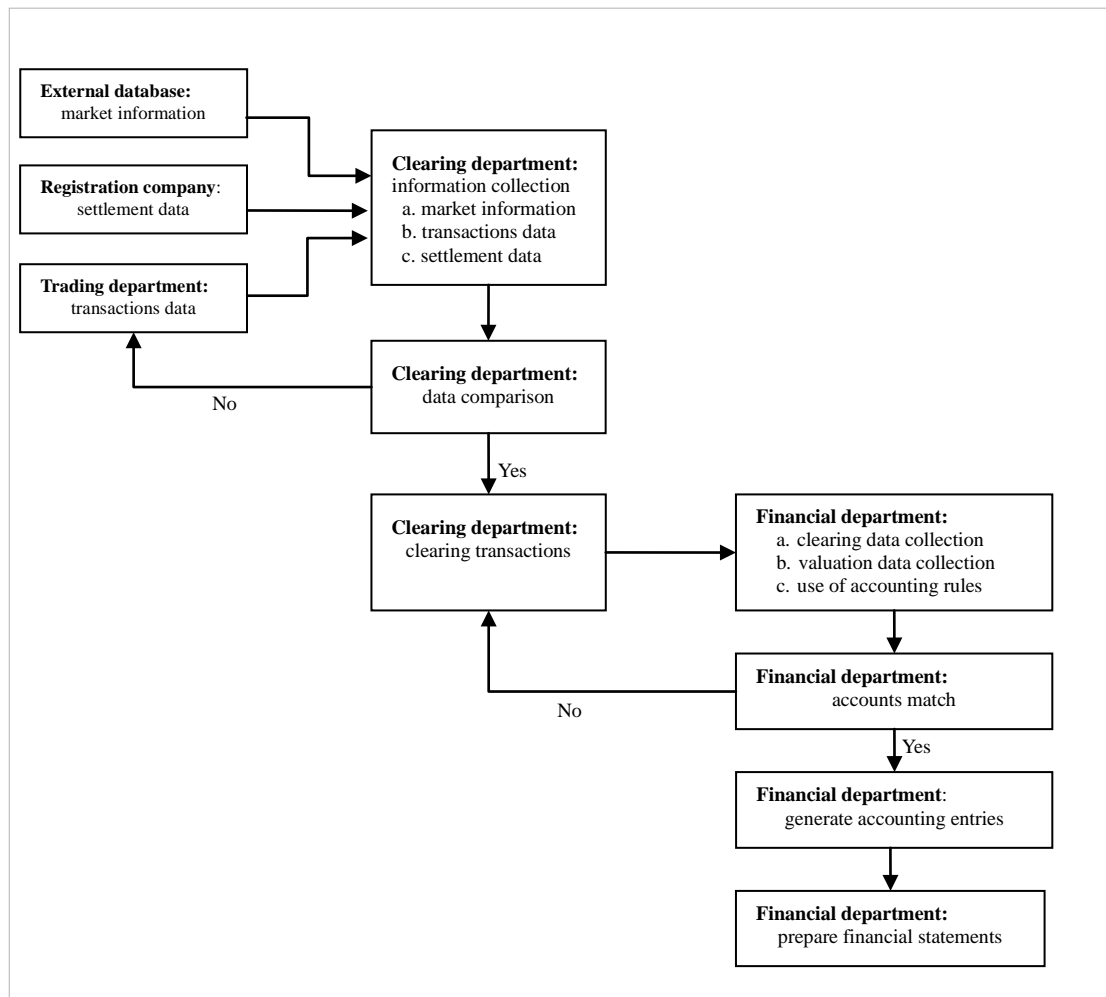 External database:
market information
Registration company:
settlement data
Trading department:
transactions data
Clearing department:
information collection
a. market information
b. transactions data
c. settlement data
Clearing department:
data comparison
No
Yes
Clearing department:
clearing transactions
Financial department:
a. clearing data collection
b. valuation data collection
c. use of accounting rules
Financial department:
accounts match
No
Yes
Financial department:
generate accounting entries
Financial department:
prepare financial statements